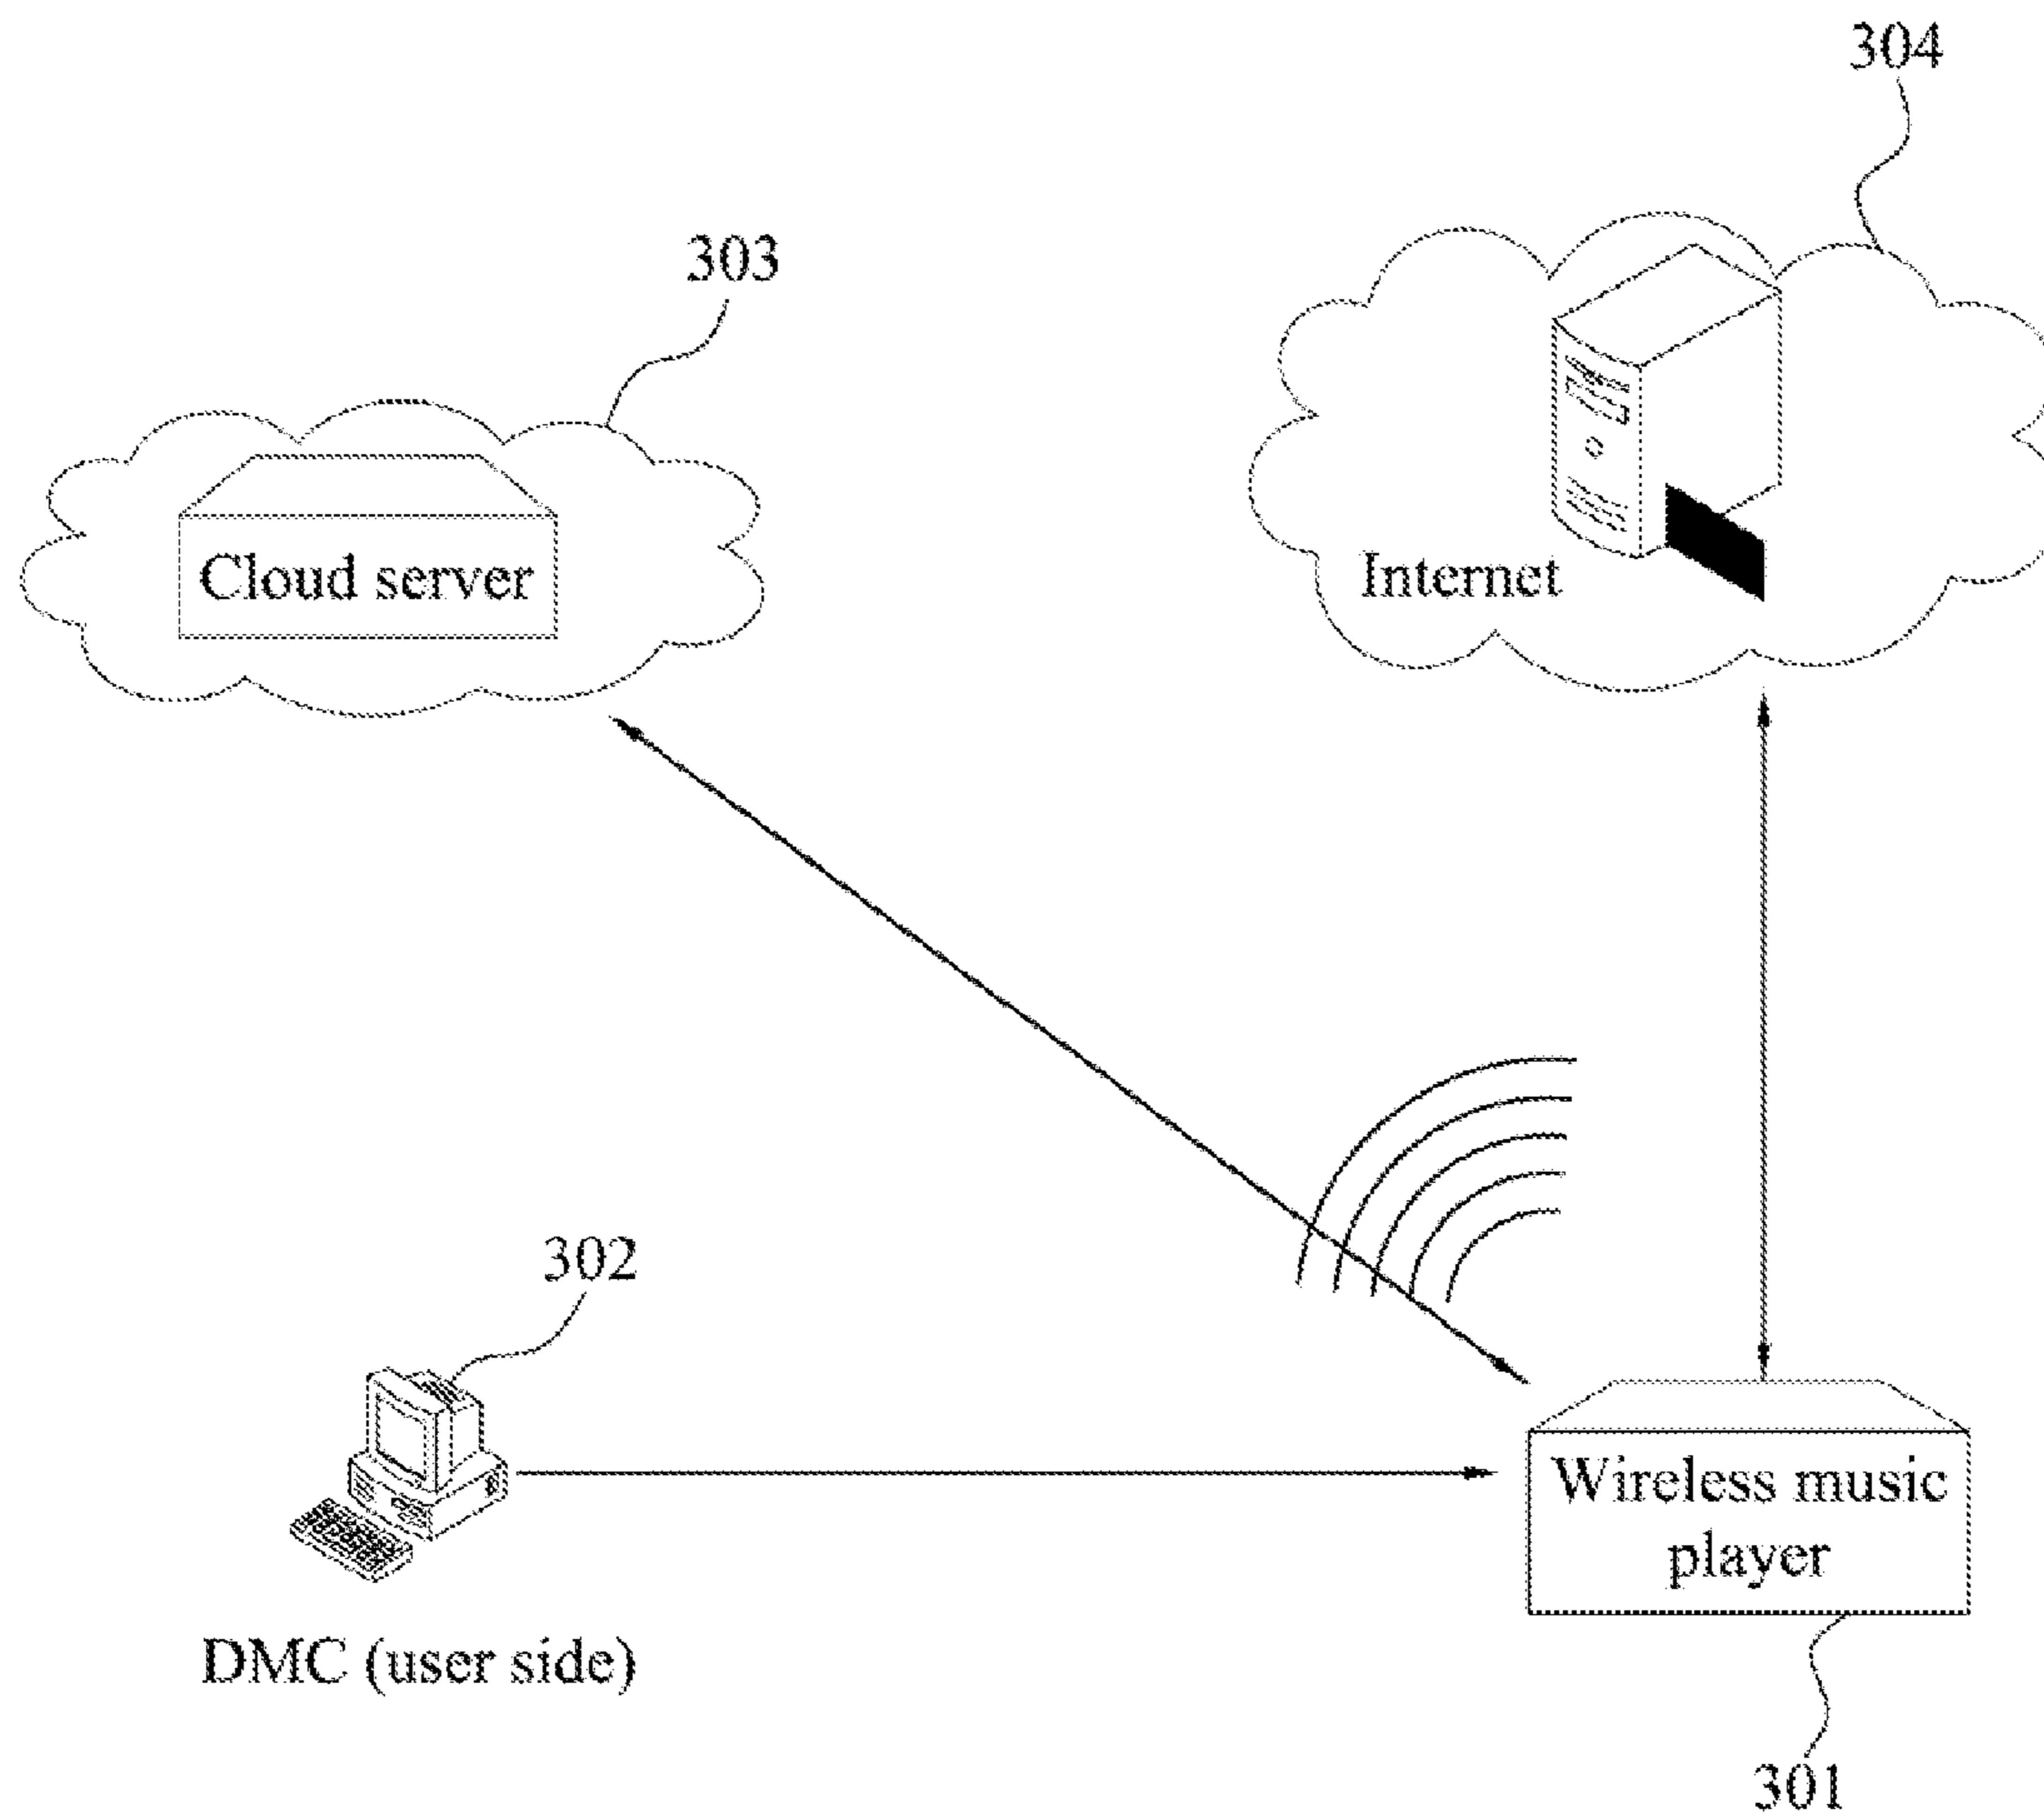 304
303
Cloud server
Internet
302
Wireless music
player
DMC (user side)
301